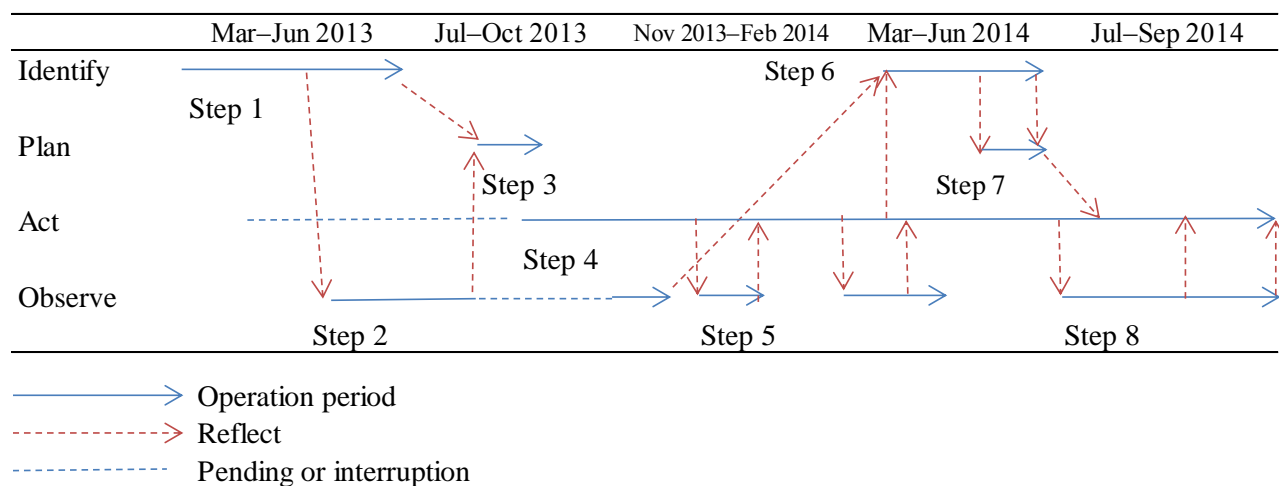 Mar–Jun 2013 Jul–Oct 2013 Nov 2013–Feb 2014 Mar–Jun 2014 Jul–Sep 2014
Identify Step 6
Step 1
Plan
Step 3 Step 7
Act
Step 4
Observe
Step 2 Step 5 Step 8
Operation period
Reflect
Pending or interruption